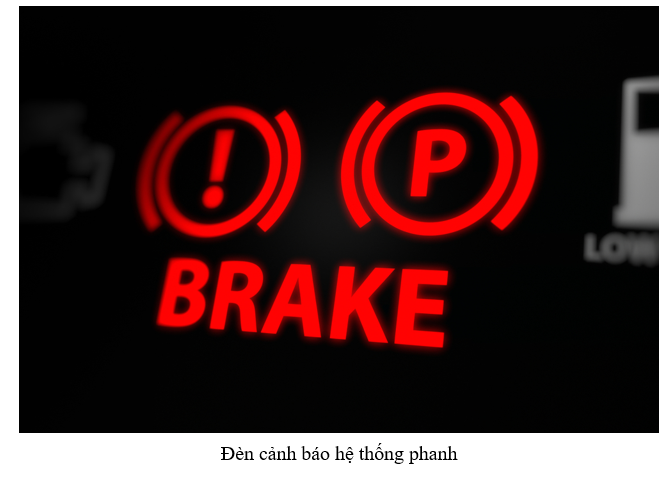 ! P
BRAKE
LOW
Đèn cảnh báo hệ thống phanh